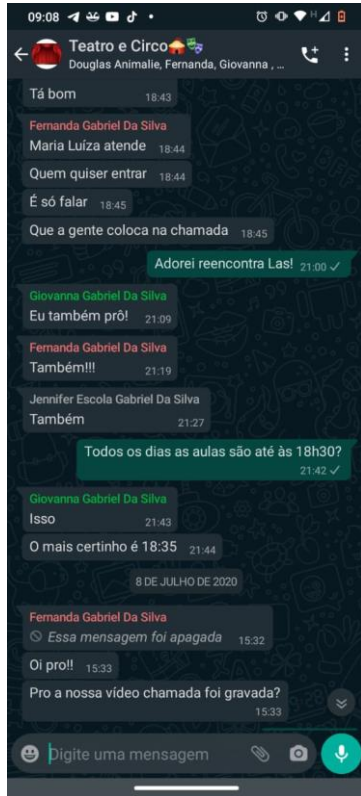 09:08
Teatro e Circo
Douglas Animalie, Fernanda, Giovanna , ...
Tá bom 18:43
Fernanda Gabriel Da Silva
Maria Luíza atende 18:44
Quem quiser entrar 18:44
É só falar 18:45
Que a gente coloca na chamada 18:45
Adorei reencontra Las! 21:00
Giovanna Gabriel Da Silva
Eu também prô! 21:09
Fernanda Gabriel Da Silva
Também!!! 21:19
Jennifer Escola Gabriel Da Silva
Também 21:27
Todos os dias as aulas são até às 18h30?
21:42
Giovanna Gabriel Da Silva
Isso 21:43
O mais certinho é 18:35 21:44
8 DE JULHO DE 2020
Fernanda Gabriel Da Silva
Essa mensagem foi apagada 15:32
Oi pro!! 15:33
Pro a nossa vídeo chamada foi gravada?
15:33
Digite uma mensagem